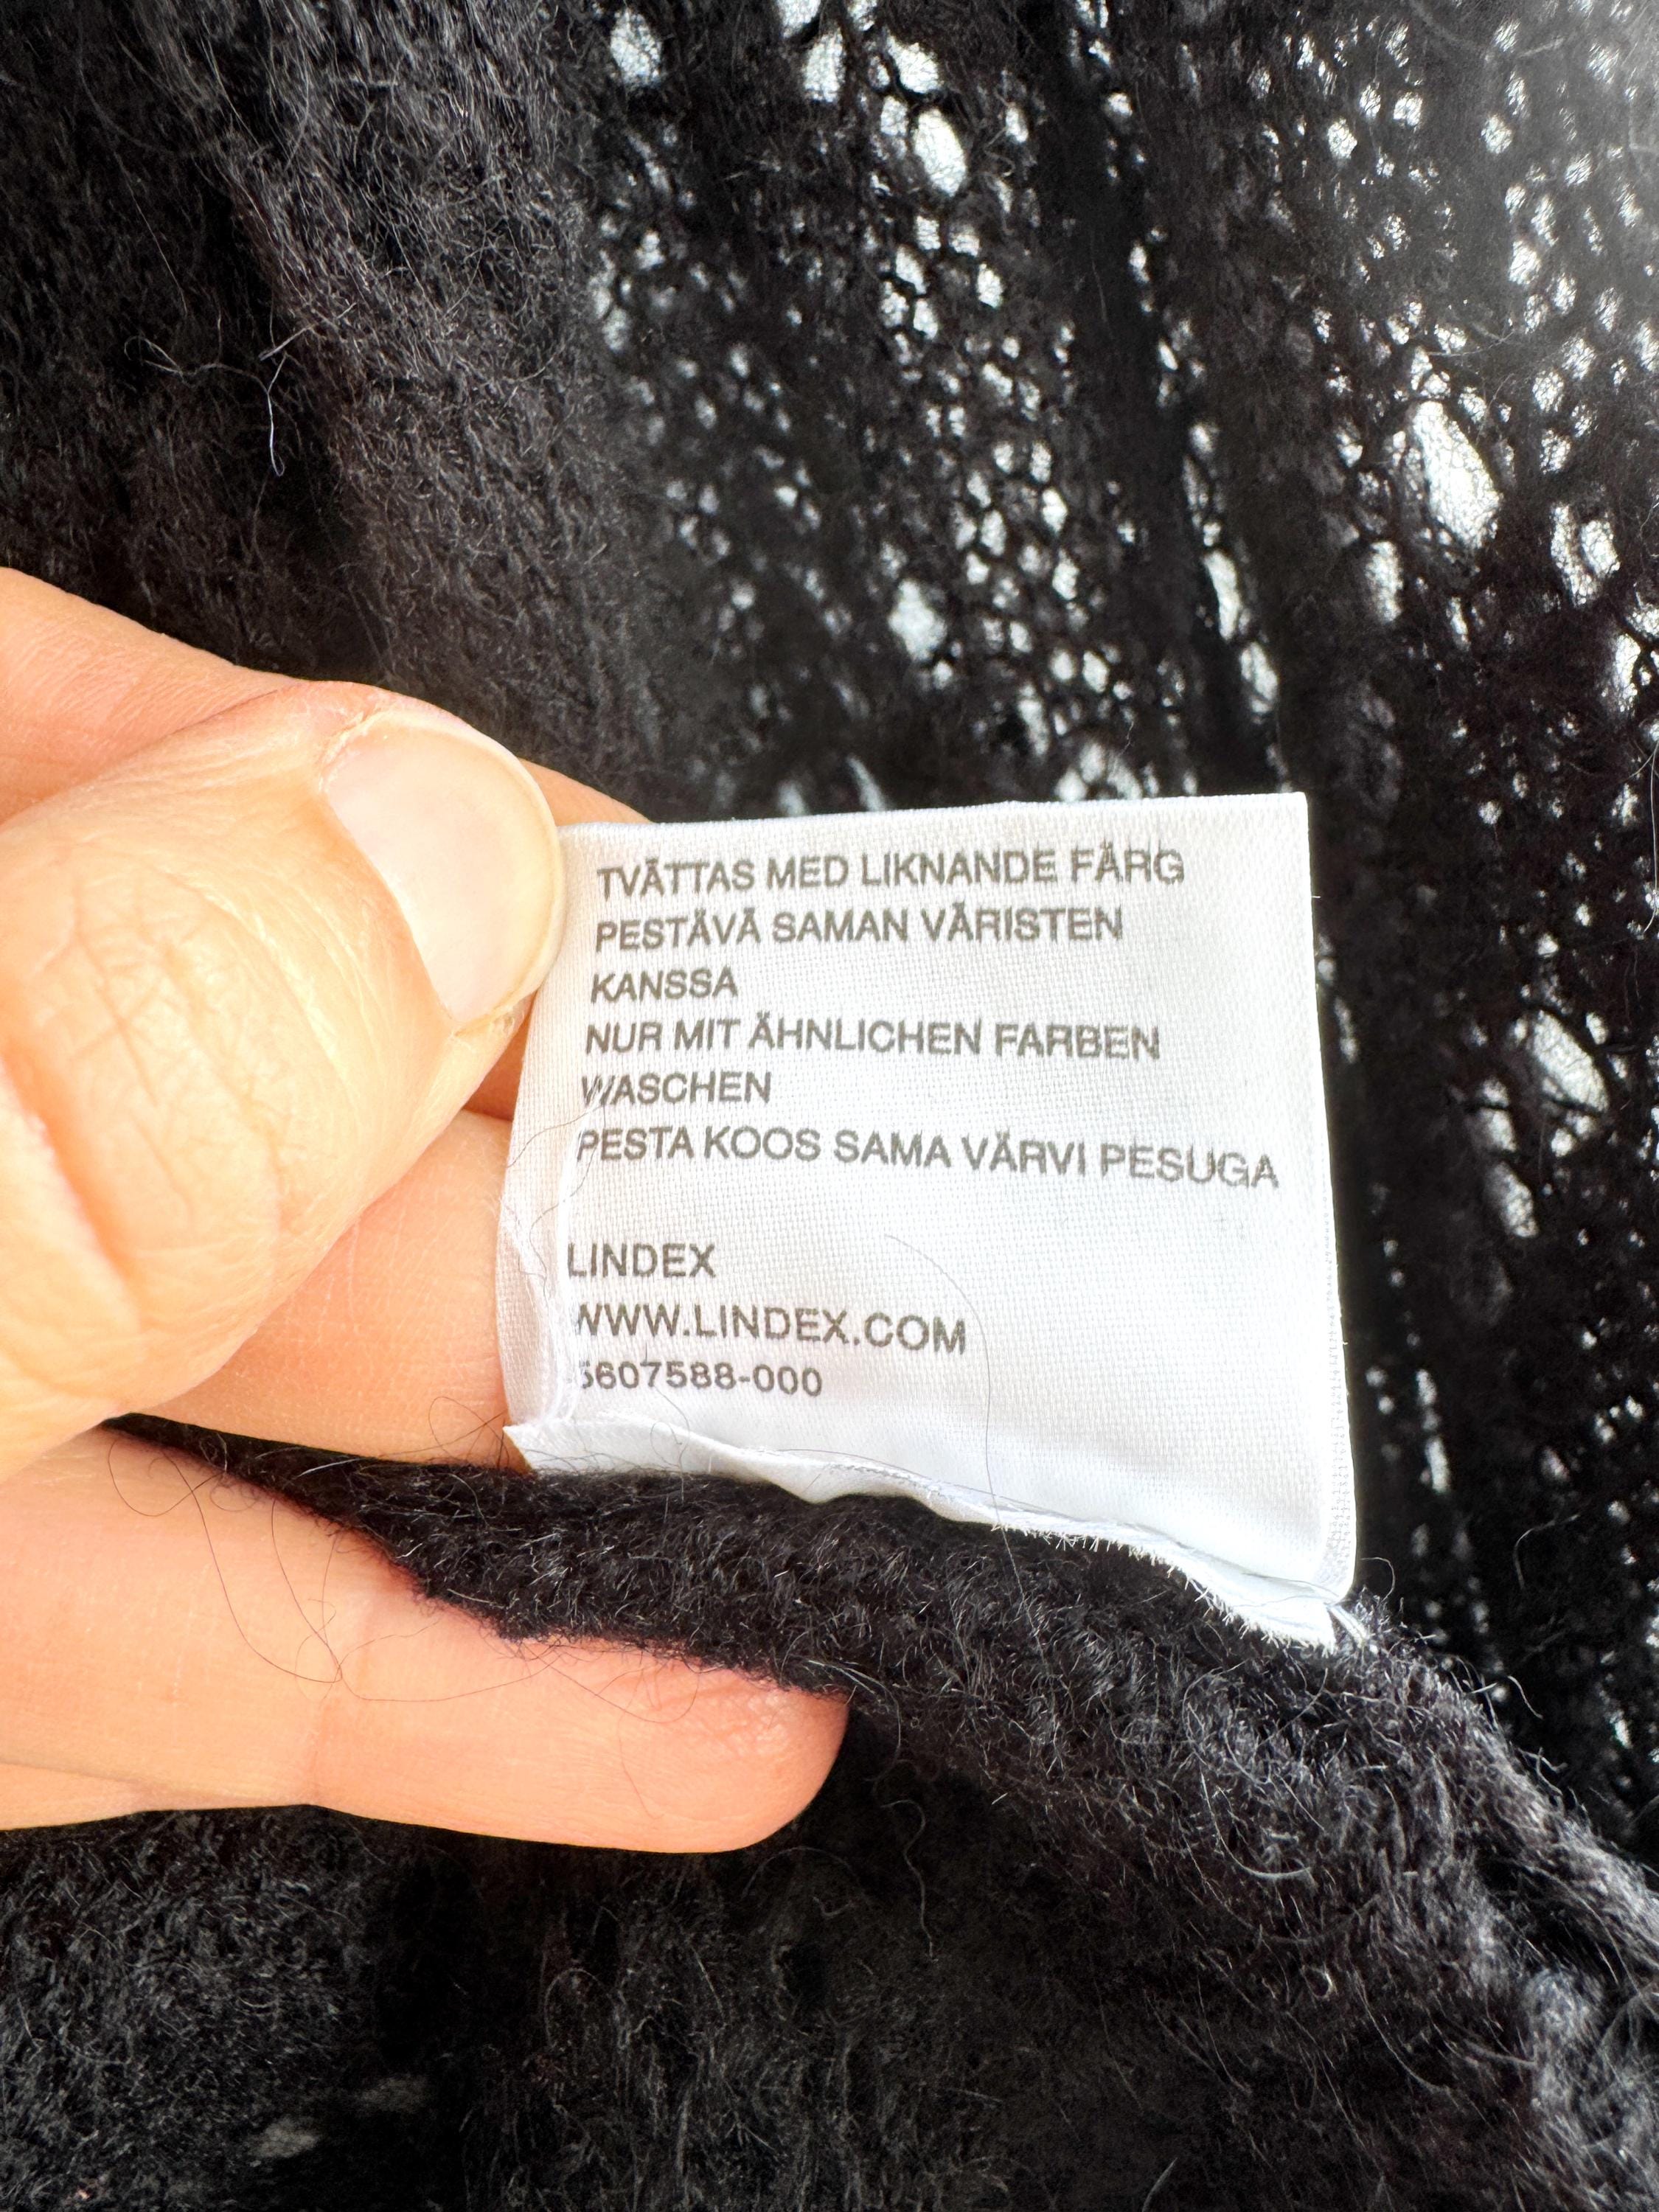 TVÄTTAS MED LIKNANDE FÄRG
PESTÄVÄ SAMAN VÄRISTEN
KANSSA
NUR MIT ÄHNLICHEN FARBEN
WASCHEN
PESTA KOOS SAMA VÄRVI PESUGA
LINDEX
WWW.LINDEX.COM
5607588-000